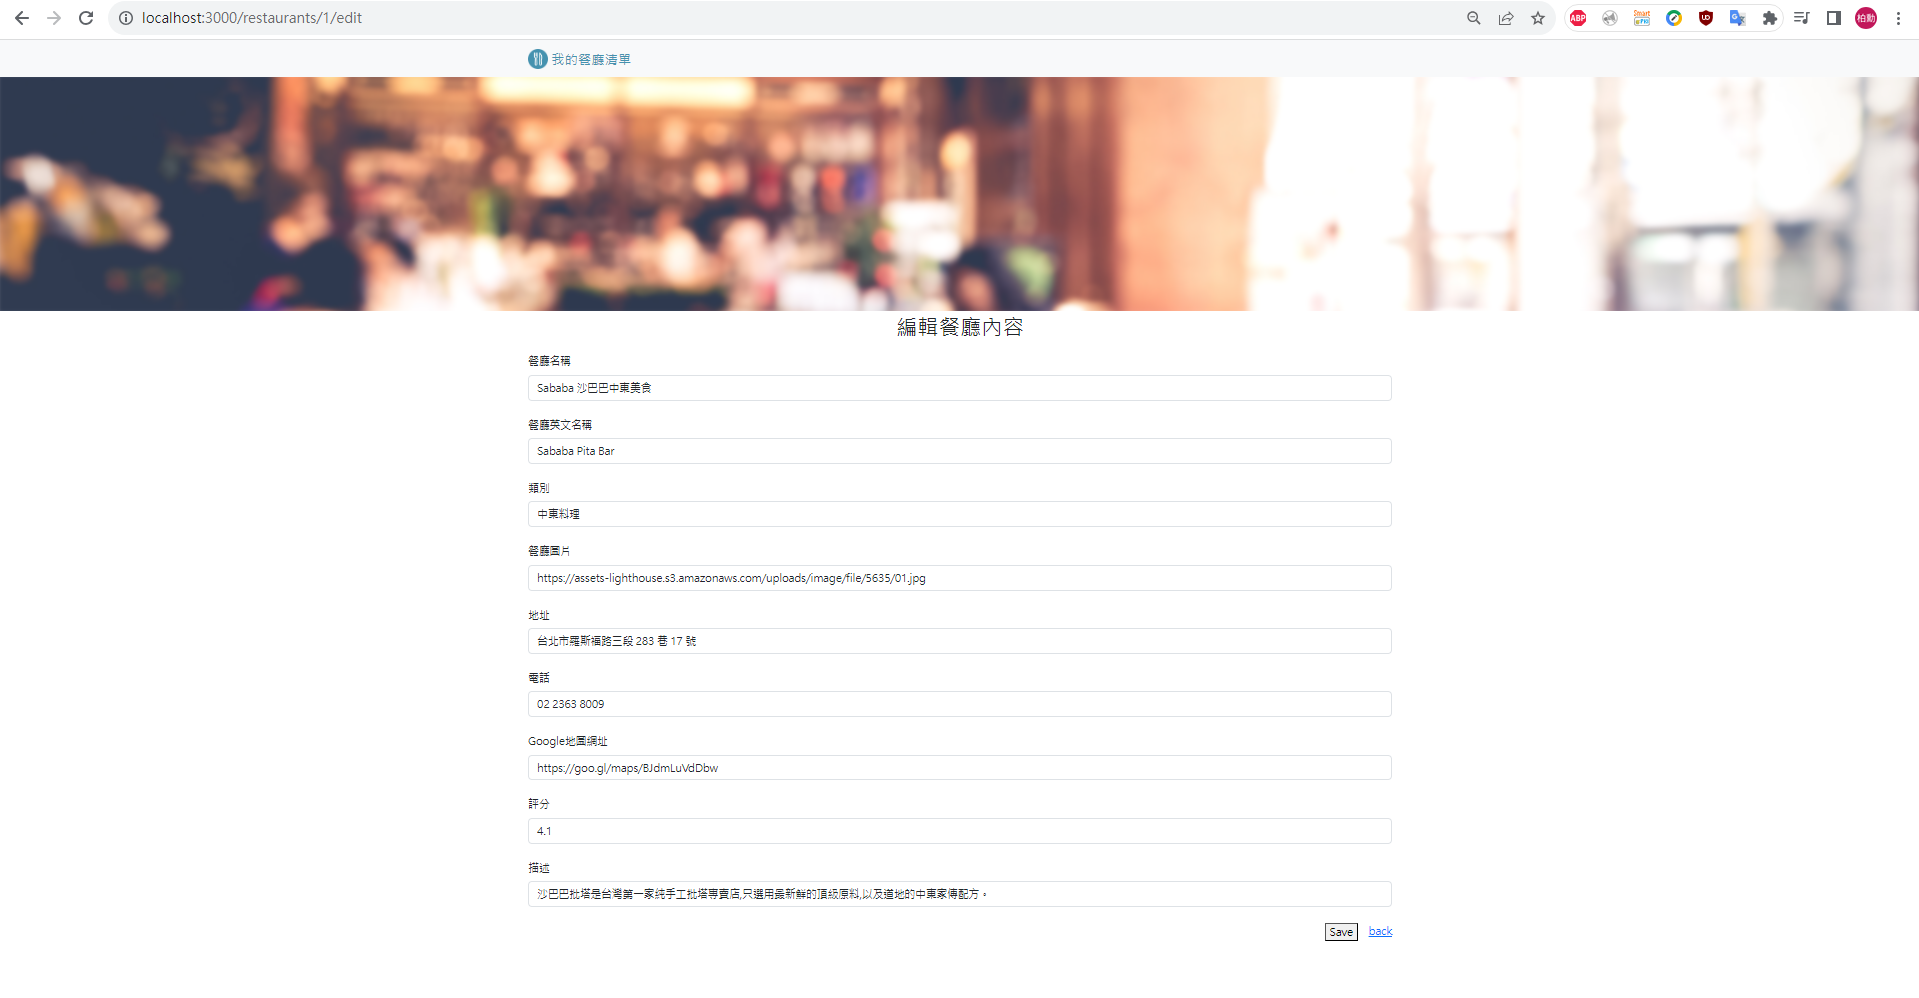 localhost:3000/restaurants/1/edit
ABP
柏動
我的餐廳清單
編輯餐廳內容
餐廳名稱
Sababa 沙巴巴中東美食
餐廳英文名稱
Sababa Pita Bar
類別
中東料理
餐廳圖片
https://assets-lighthouse.s3.amazonaws.com/uploads/image/file/5635/01.jpg
地址
台北市羅斯福路三段 283 巷 17 號
電話
02 2363 8009
Google地圖網址
https://goo.gl/maps/BJdmLuVdDbw
評分
4.1
描述
沙巴巴批塔是台灣第一家純手工批塔專賣店,只選用最新鮮的頂級原料,以及道地的中東家傳配方。
Save back